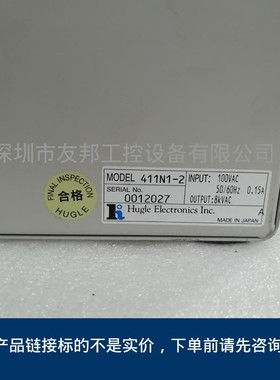 深圳市友邦工控设备有限公司
FINAL INSPECTION
合格
HUGLE
MODEL 411N1-2
SERIAL No.
0012027
INPUT: 100VAC
50/60Hz 0.15A
OUTPUT:8kVAC
A
Hugle Electronics Inc.
MADE IN JAPAN
产品链接标的不是实价，下单前请先咨询